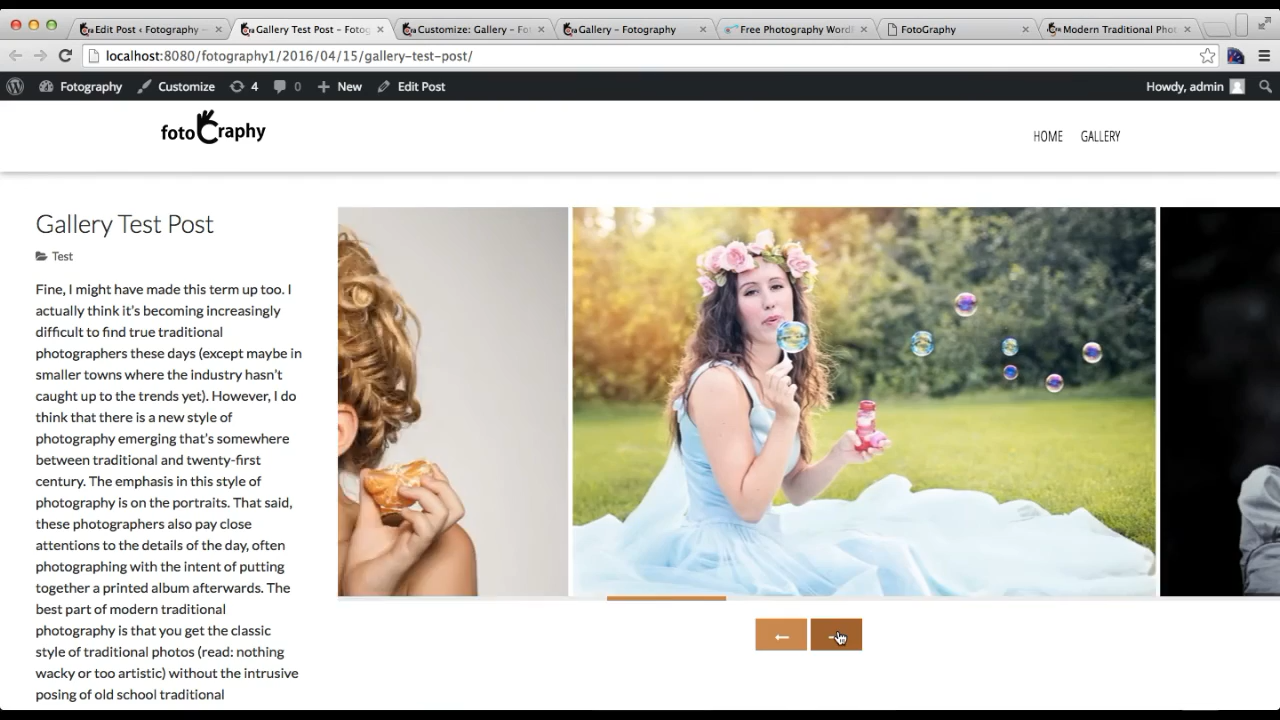 Edit Post ‹ Fotography —
Gallery Test Post – Fotog
Customize: Gallery – Fot
Gallery – Fotography
Free Photography Word
FotoGraphy
Modern Traditional Phot
localhost:8080/fotography1/2016/04/15/gallery-test-post/
Fotography
Customize
4
0
New
Edit Post
Howdy, admin
fotoGraphy
HOME
GALLERY
Gallery Test Post
Test
Fine, I might have made this term up too. I
actually think it's becoming increasingly
difficult to find true traditional
photographers these days (except maybe in
smaller towns where the industry hasn't
caught up to the trends yet). However, I do
think that there is a new style of
photography emerging that's somewhere
between traditional and twenty-first
century. The emphasis in this style of
photography is on the portraits. That said,
these photographers also pay close
attentions to the details of the day, often
photographing with the intent of putting
together a printed album afterwards. The
best part of modern traditional
photography is that you get the classic
style of traditional photos (read: nothing
wacky or too artistic) without the intrusive
posing of old school traditional